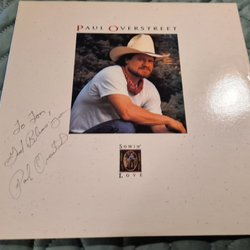 PAUL OVERSTREET
To Tom,
God Bless You
Paul Overstreet
SOWIN'
LOVE